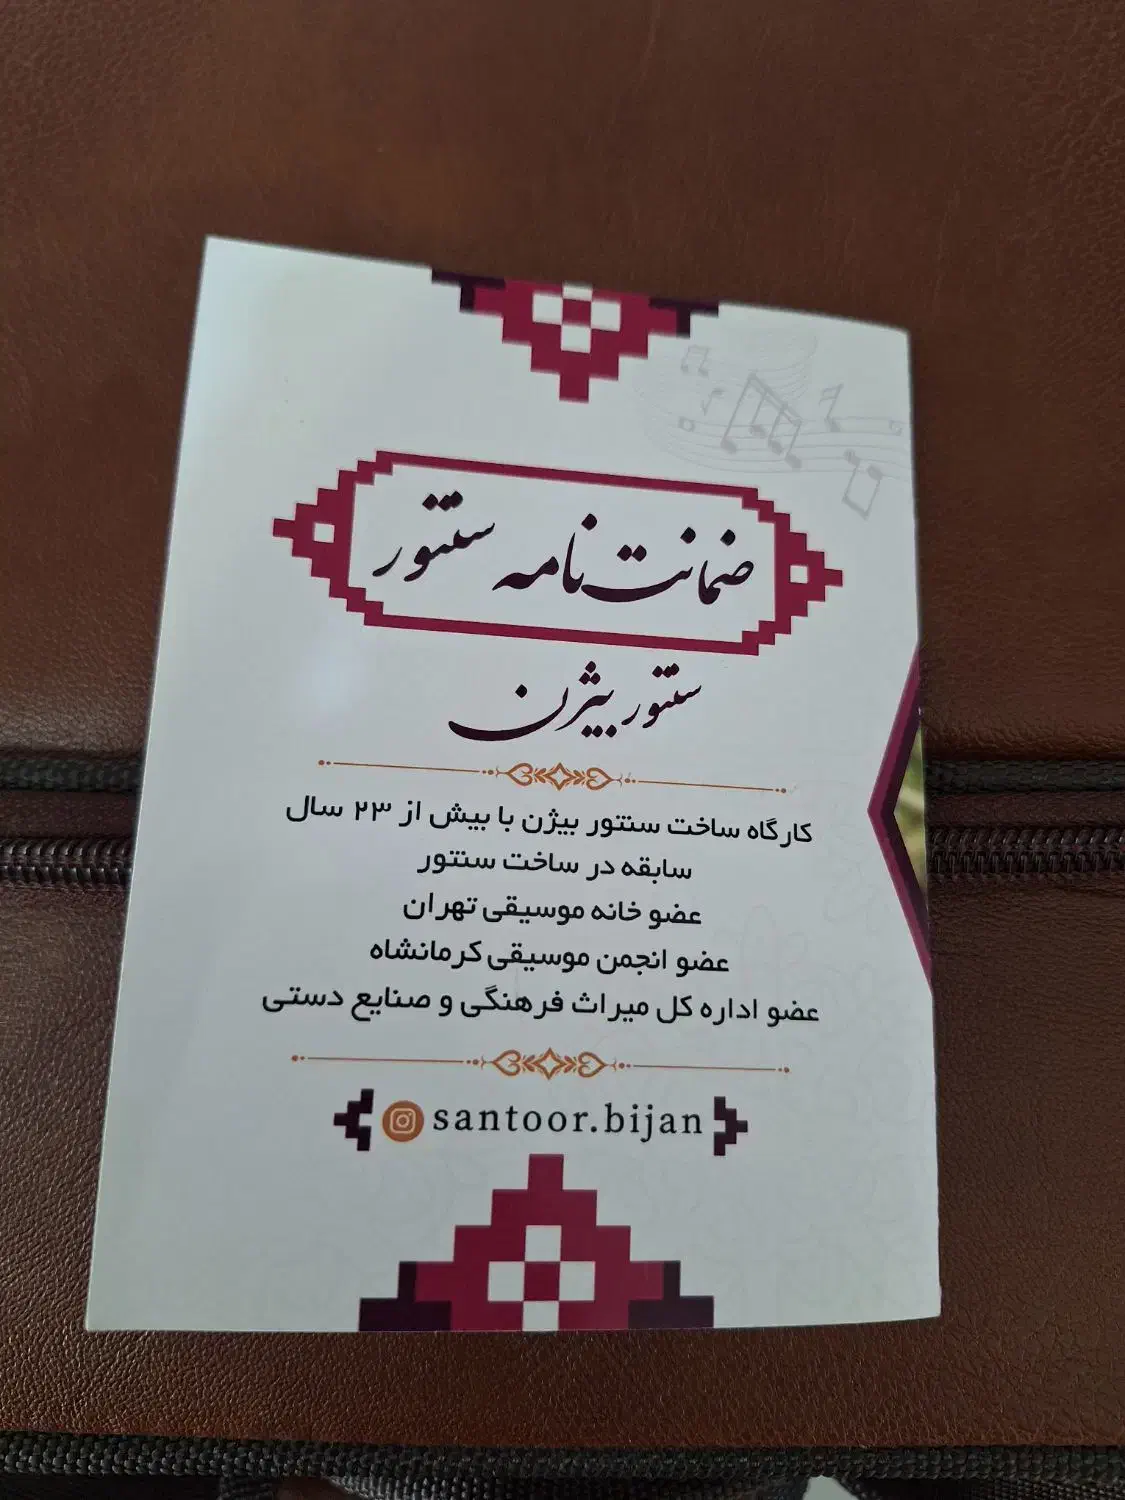 ضمانت‌نامه سنتور
سنتور بیژن
کارگاه ساخت سنتور بیژن با بیش از ۲۳ سال
سابقه در ساخت سنتور
عضو خانه موسیقی تهران
عضو انجمن موسیقی کرمانشاه
عضو اداره کل میراث فرهنگی و صنایع دستی
santoor.bijan